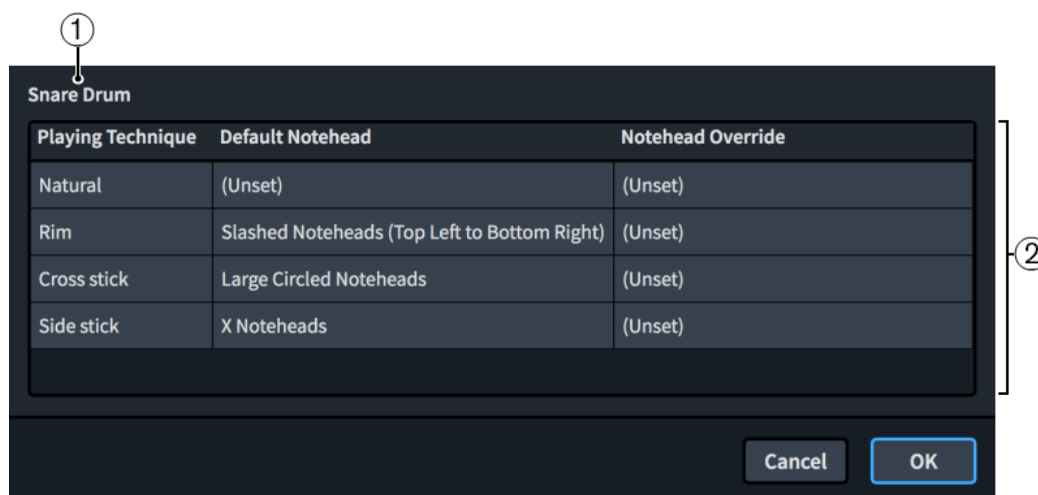 ①
Snare Drum
Playing Technique Default Notehead Notehead Override
Natural (Unset) (Unset)
Rim Slashed Noteheads (Top Left to Bottom Right) (Unset)
Cross stick Large Circled Noteheads (Unset)
Side stick X Noteheads (Unset)
②
Cancel OK